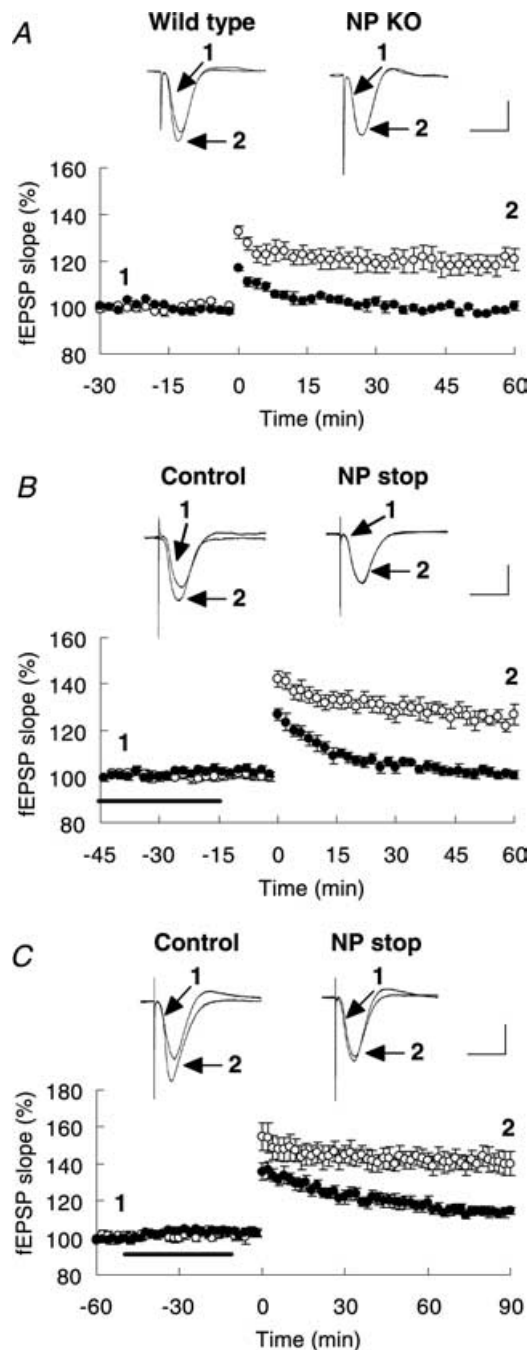 A
Wild type NP KO
1 1
2 2
fEPSP slope (%)
160
140
120
100
80
1 2
-30 -15 0 15 30 45 60
Time (min)
B
Control NP stop
1 1
2 2
fEPSP slope (%)
160
140
120
100
80
1 2
-45 -30 -15 0 15 30 45 60
Time (min)
C
Control NP stop
1 1
2 2
fEPSP slope (%)
180
160
140
120
100
80
1 2
-60 -30 0 30 60 90
Time (min)